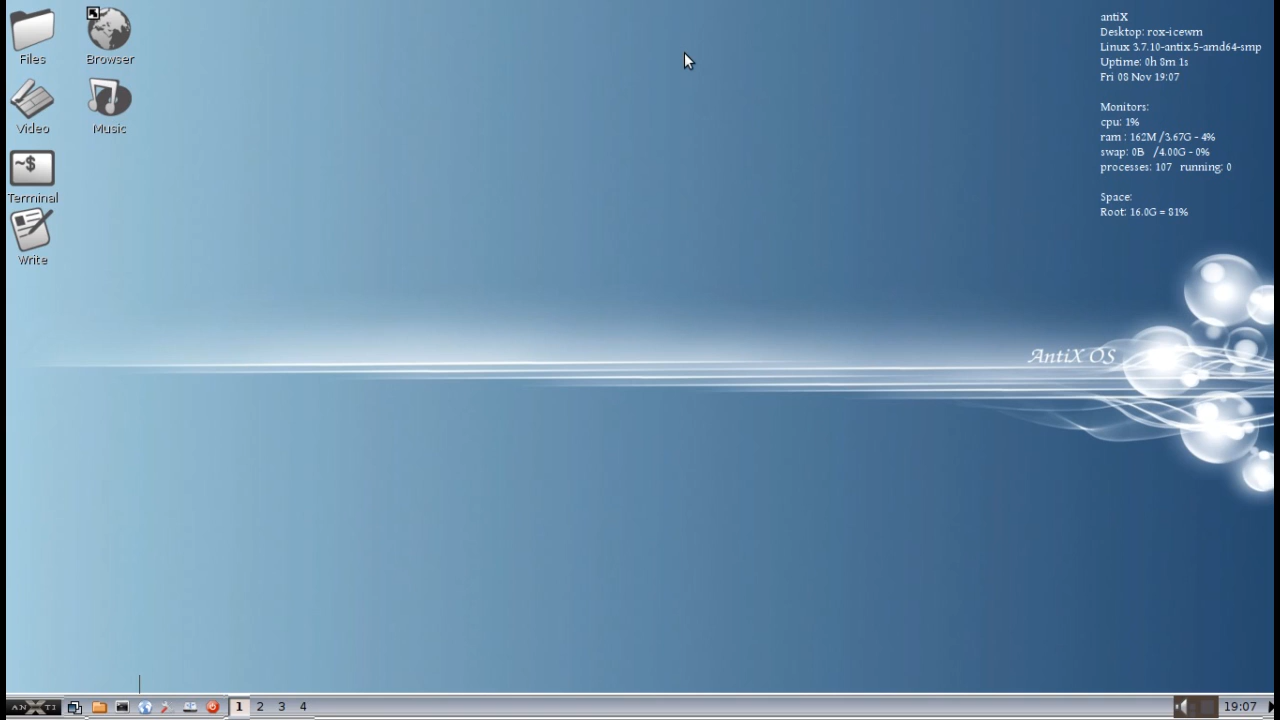 Files
Browser
Video
Music
~$
Terminal
Write
antiX
Desktop: rox-icewm
Linux 3.7.10-antix.5-amd64-smp
Uptime: 0h 8m 1s
Fri 08 Nov 19:07
Monitors:
cpu: 1%
ram : 162M /3.67G - 4%
swap: 0B /4.00G - 0%
processes: 107 running: 0
Space:
Root: 16.0G = 81%
AntiX OS
ANXTI 1 2 3 4 19:07